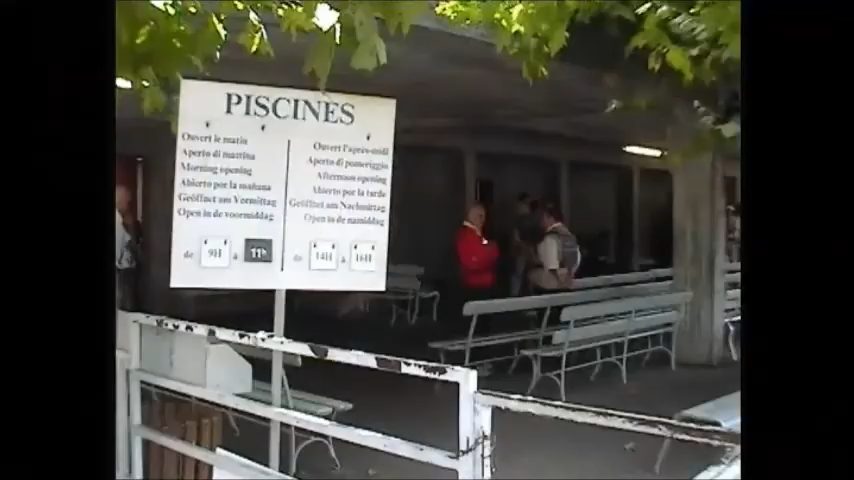 PISCINES
Ouvert le matin
Aperto di mattina
Morning opening
Abierto por la mañana
Geöffnet am Vormittag
Open in de voormiddag
de 9H à 11h
Ouvert l'après-midi
Aperto di pomeriggio
Afternoon opening
Abierto por la tarde
Geöffnet am Nachmittag
Open in de namiddag
de 14H à 16H